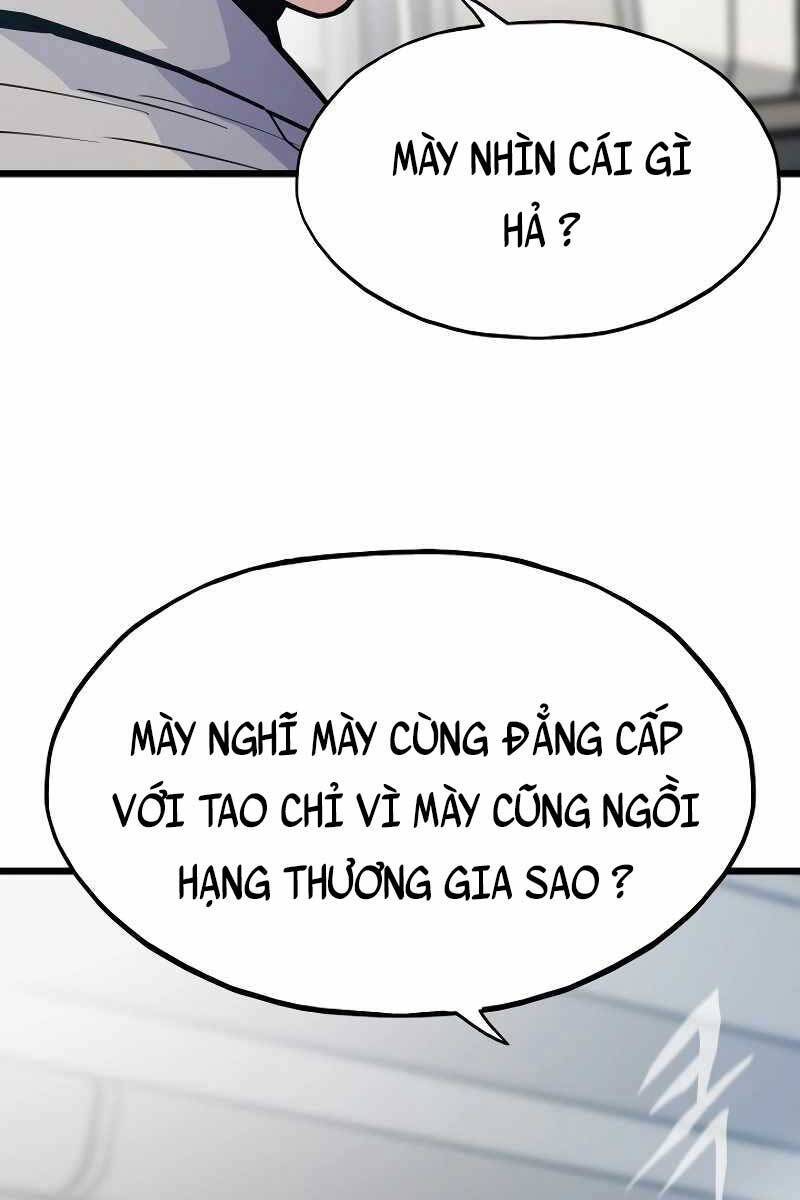 MÀY NHÌN CÁI GÌ
HẢ ?
MÀY NGHĨ MÀY CÙNG ĐẲNG CẤP
VỚI TAO CHỈ VÌ MÀY CŨNG NGỒI
HẠNG THƯƠNG GIA SAO ?